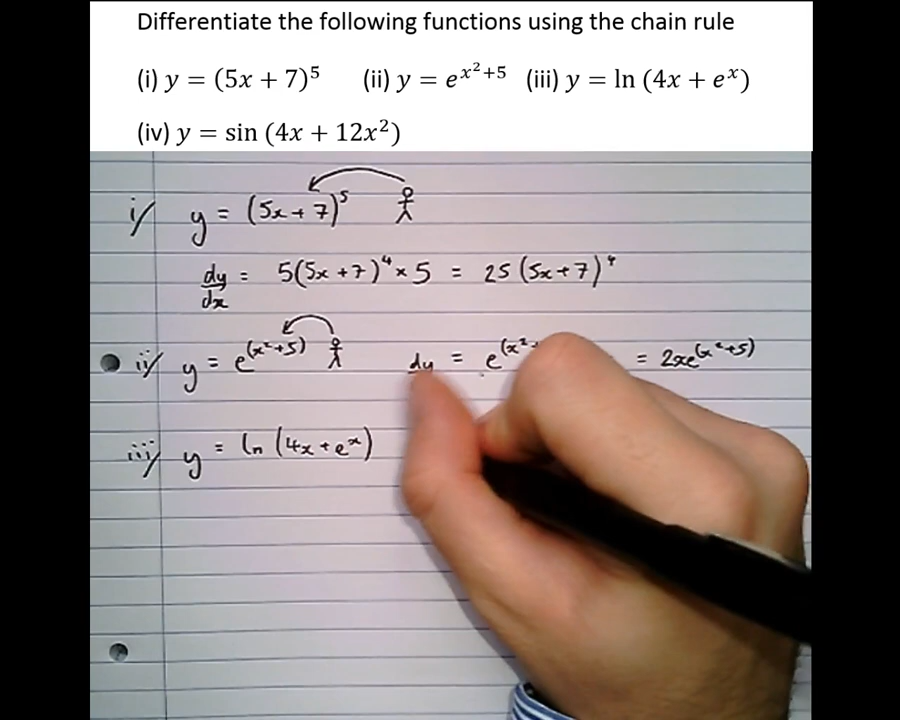 Differentiate the following functions using the chain rule
(i) y = (5x + 7)⁵ (ii) y = e^(x²+5) (iii) y = ln (4x + eˣ)
(iv) y = sin (4x + 12x²)
i/ y = (5x + 7)⁵
dy/dx = 5(5x + 7)⁴ × 5 = 25 (5x + 7)⁴
ii/ y = e^(x²+5) dy = e^(x² = 2xe^(x²+5)
iii/ y = ln (4x + eˣ)